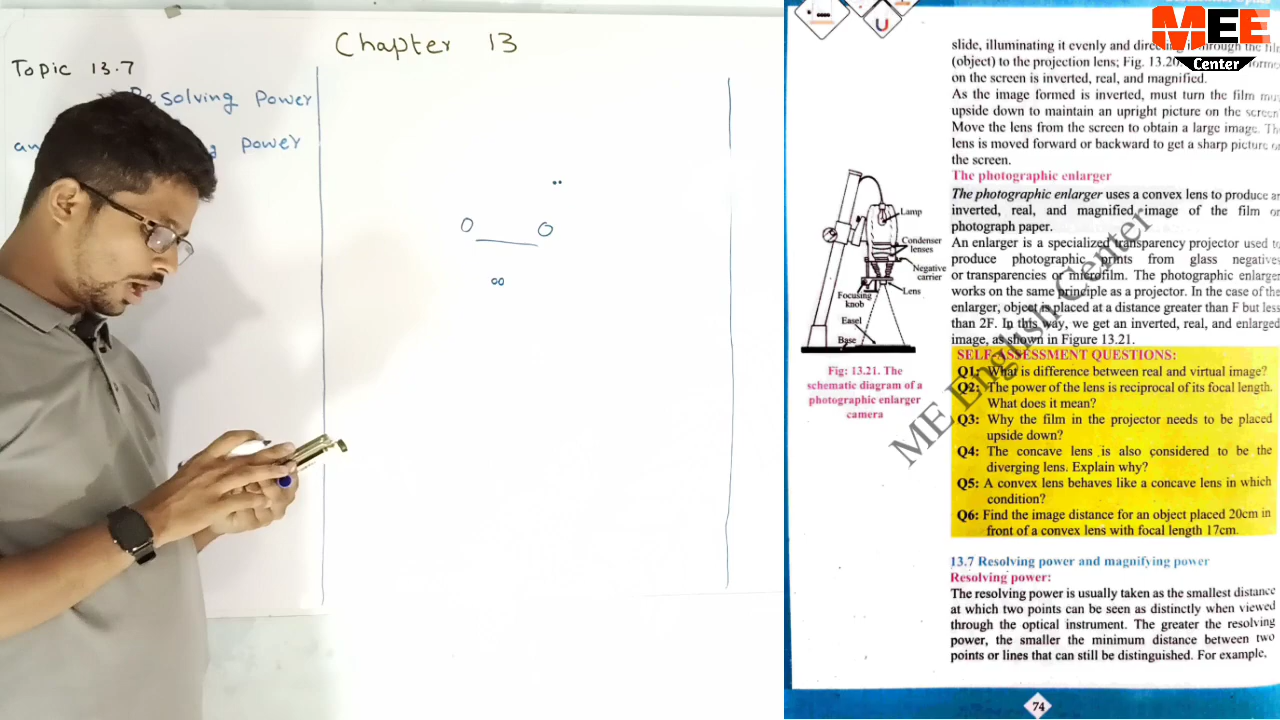 Chapter 13
Topic 13.7
Resolving Power
power
MEE
Center
slide, illuminating it evenly and through the
(object) to the projection lens; Fig. 13.20.
on the screen is inverted, real, and magnified.
As the image formed is inverted, must turn the film
upside down to maintain an upright picture on the screen
Move the lens from the screen to obtain a large image.
lens is moved forward or backward to get a sharp picture
the screen.
The photographic enlarger
The photographic enlarger uses a convex lens to produce
inverted, real, and magnified image of the film
photograph paper.
An enlarger is a specialized transparency projector used
produce photographic prints from glass negatives
or transparencies or microfilm. The photographic enlarger
works on the same principle as a projector. In the case of the
enlarger, object is placed at a distance greater than F but less
than 2F. In this way, we get an inverted, real, and enlarged
image, as shown in Figure 13.21.
Lamp
Condenser
lenses
Negative
carrier
Lens
Focusing
knob
Easel
Base
Fig: 13.21. The
schematic diagram of a
photographic enlarger
camera
SELF ASSESSMENT QUESTIONS:
Q1: What is difference between real and virtual image?
Q2: The power of the lens is reciprocal of its focal length.
What does it mean?
Q3: Why the film in the projector needs to be placed
upside down?
Q4: The concave lens is also considered to be the
diverging lens. Explain why?
Q5: A convex lens behaves like a concave lens in which
condition?
Q6: Find the image distance for an object placed 20cm in
front of a convex lens with focal length 17cm.
13.7 Resolving power and magnifying power
Resolving power:
The resolving power is usually taken as the smallest distance
at which two points can be seen as distinctly when viewed
through the optical instrument. The greater the resolving
power, the smaller the minimum distance between two
points or lines that can still be distinguished. For example,
74
ME English Center